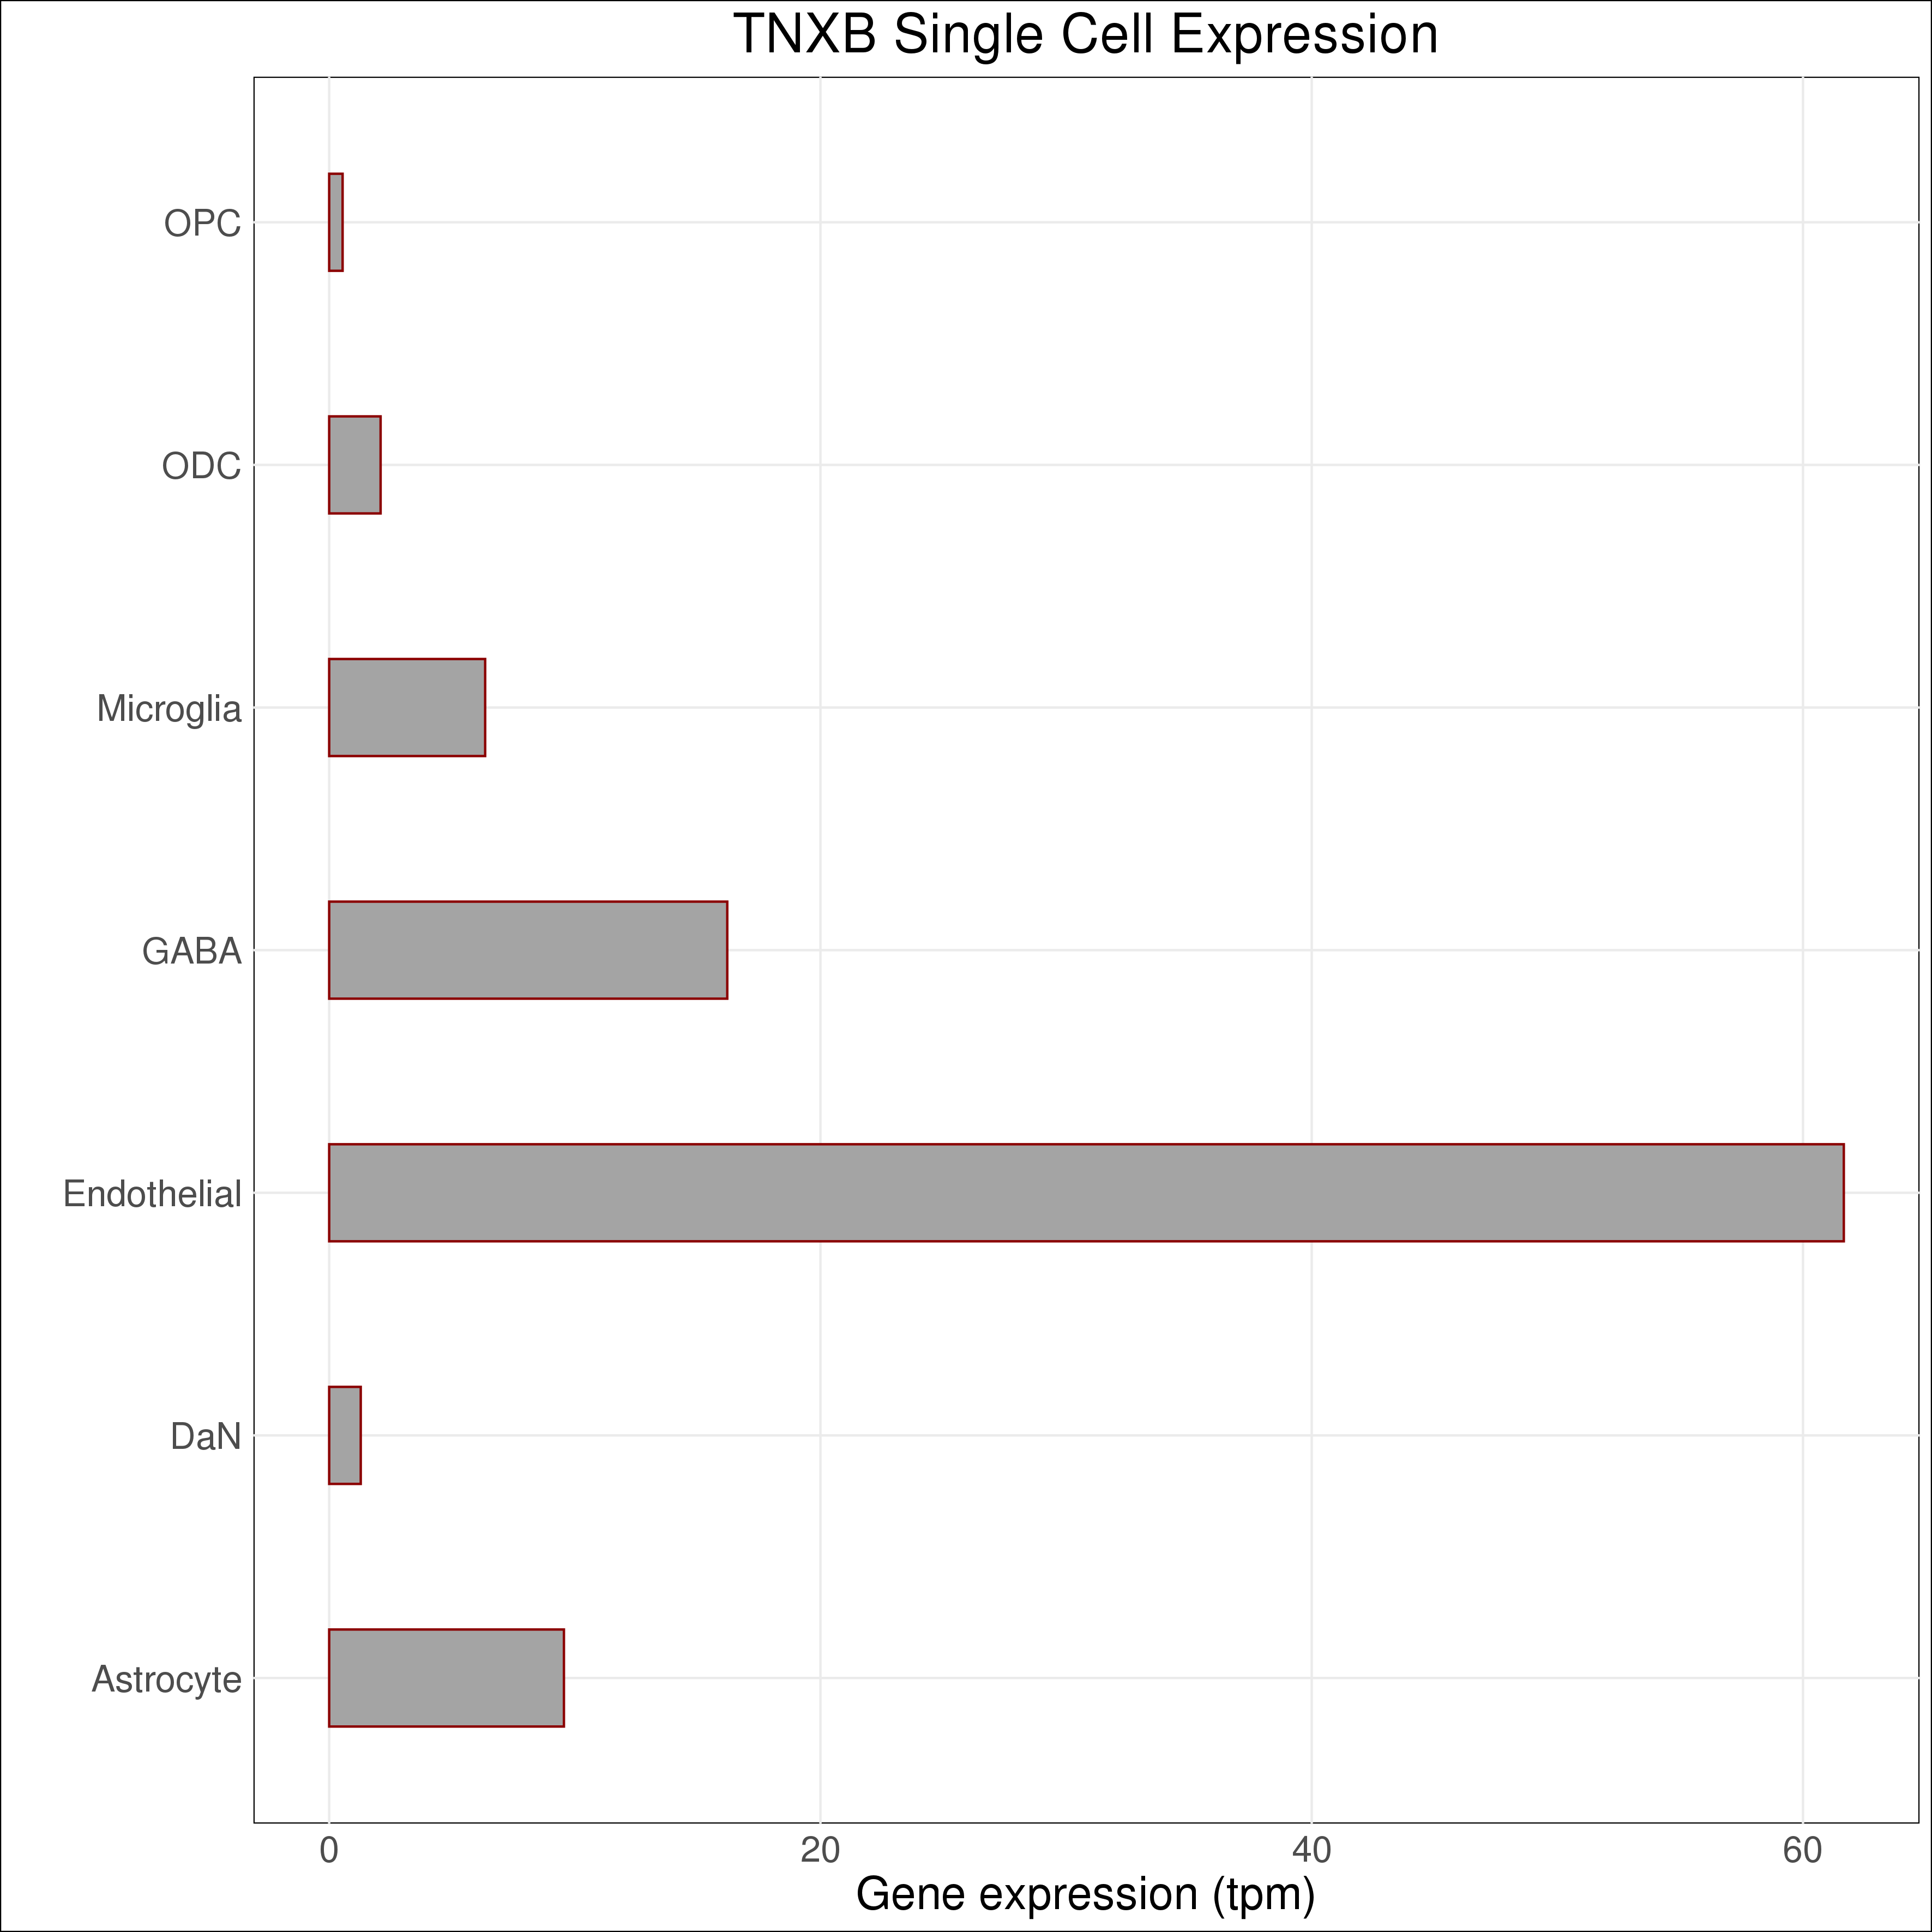 TNXB Single Cell Expression
OPC
ODC
Microglia
GABA
Endothelial
DaN
Astrocyte
0 20 40 60
Gene expression (tpm)